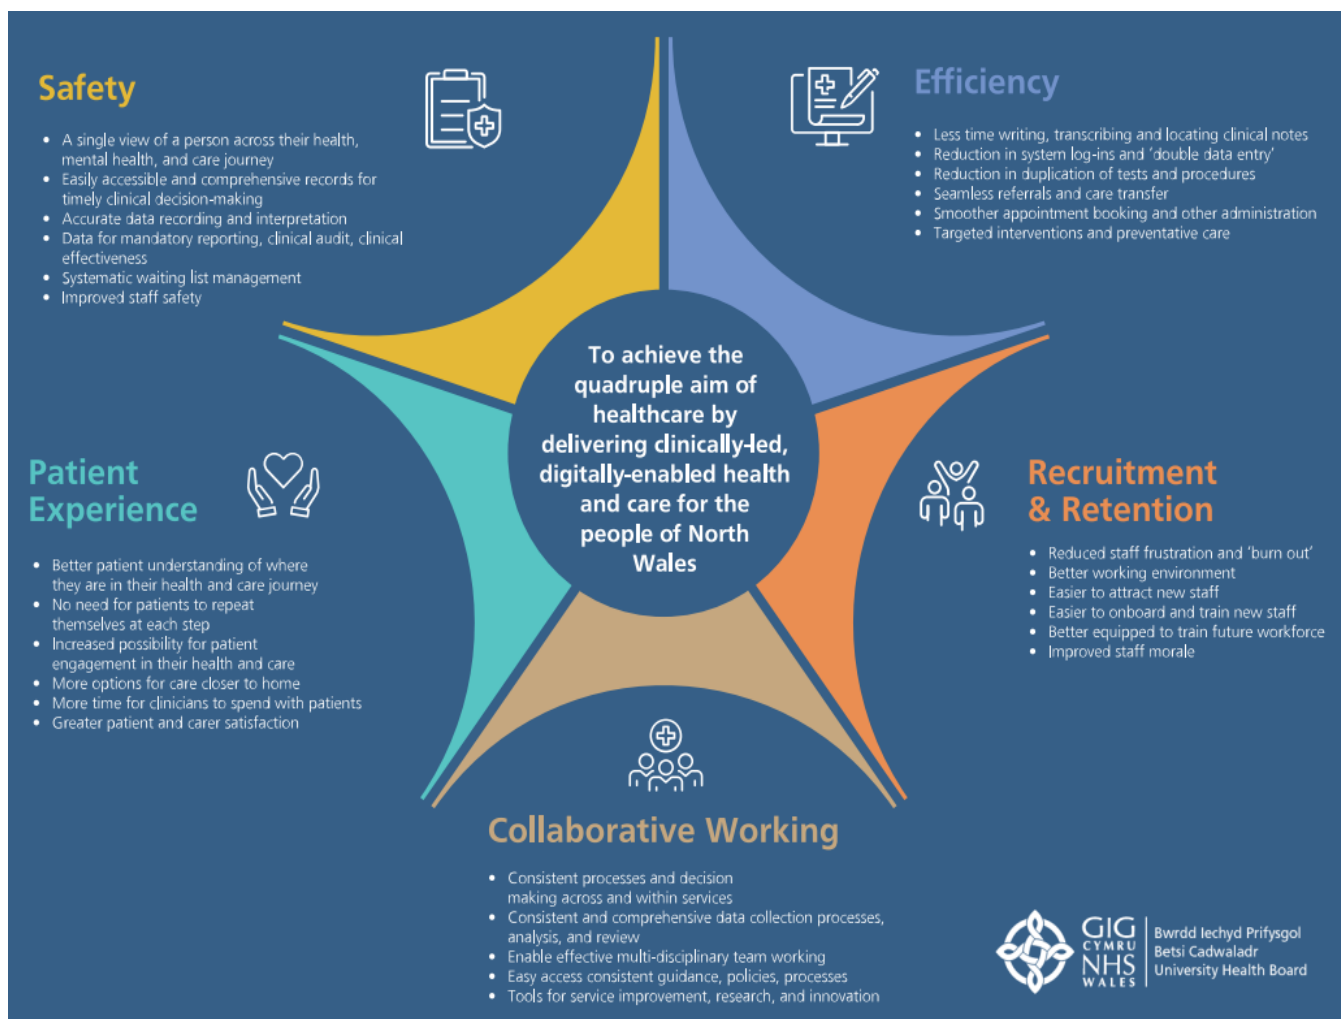 Safety
• A single view of a person across their health,
mental health, and care journey
• Easily accessible and comprehensive records for
timely clinical decision-making
• Accurate data recording and interpretation
• Data for mandatory reporting, clinical audit, clinical
effectiveness
• Systematic waiting list management
• Improved staff safety
Efficiency
• Less time writing, transcribing and locating clinical notes
• Reduction in system log-ins and ‘double data entry’
• Reduction in duplication of tests and procedures
• Seamless referrals and care transfer
• Smoother appointment booking and other administration
• Targeted interventions and preventative care
To achieve the
quadruple aim of
healthcare by
delivering clinically-led,
digitally-enabled health
and care for the
people of North
Wales
Patient
Experience
• Better patient understanding of where
they are in their health and care journey
• No need for patients to repeat
themselves at each step
• Increased possibility for patient
engagement in their health and care
• More options for care closer to home
• More time for clinicians to spend with patients
• Greater patient and carer satisfaction
Recruitment
& Retention
• Reduced staff frustration and ‘burn out’
• Better working environment
• Easier to attract new staff
• Easier to onboard and train new staff
• Better equipped to train future workforce
• Improved staff morale
Collaborative Working
• Consistent processes and decision
making across and within services
• Consistent and comprehensive data collection processes,
analysis, and review
• Enable effective multi-disciplinary team working
• Easy access consistent guidance, policies, processes
• Tools for service improvement, research, and innovation
GIG
CYMRU
NHS
WALES
Bwrdd Iechyd Prifysgol
Betsi Cadwaladr
University Health Board